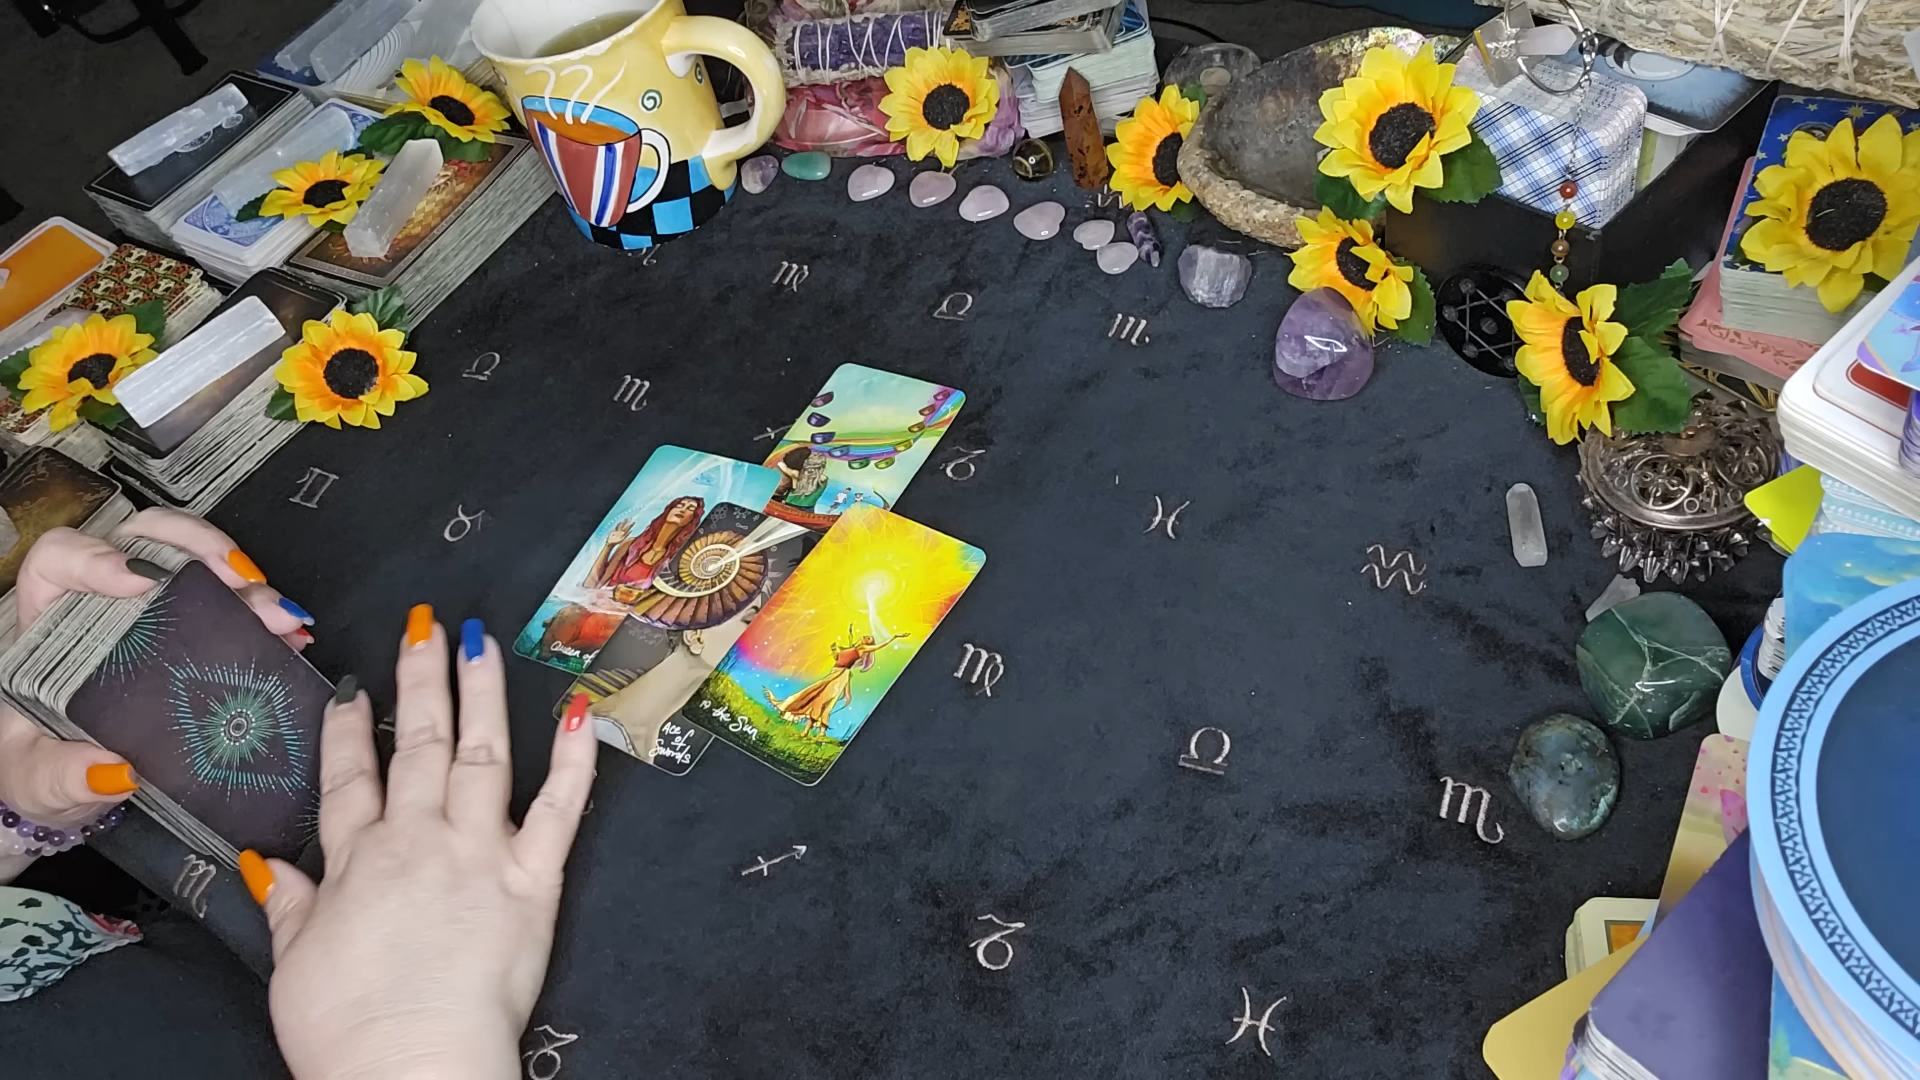 Queen of
Ace
of
Swords
19 the Sun